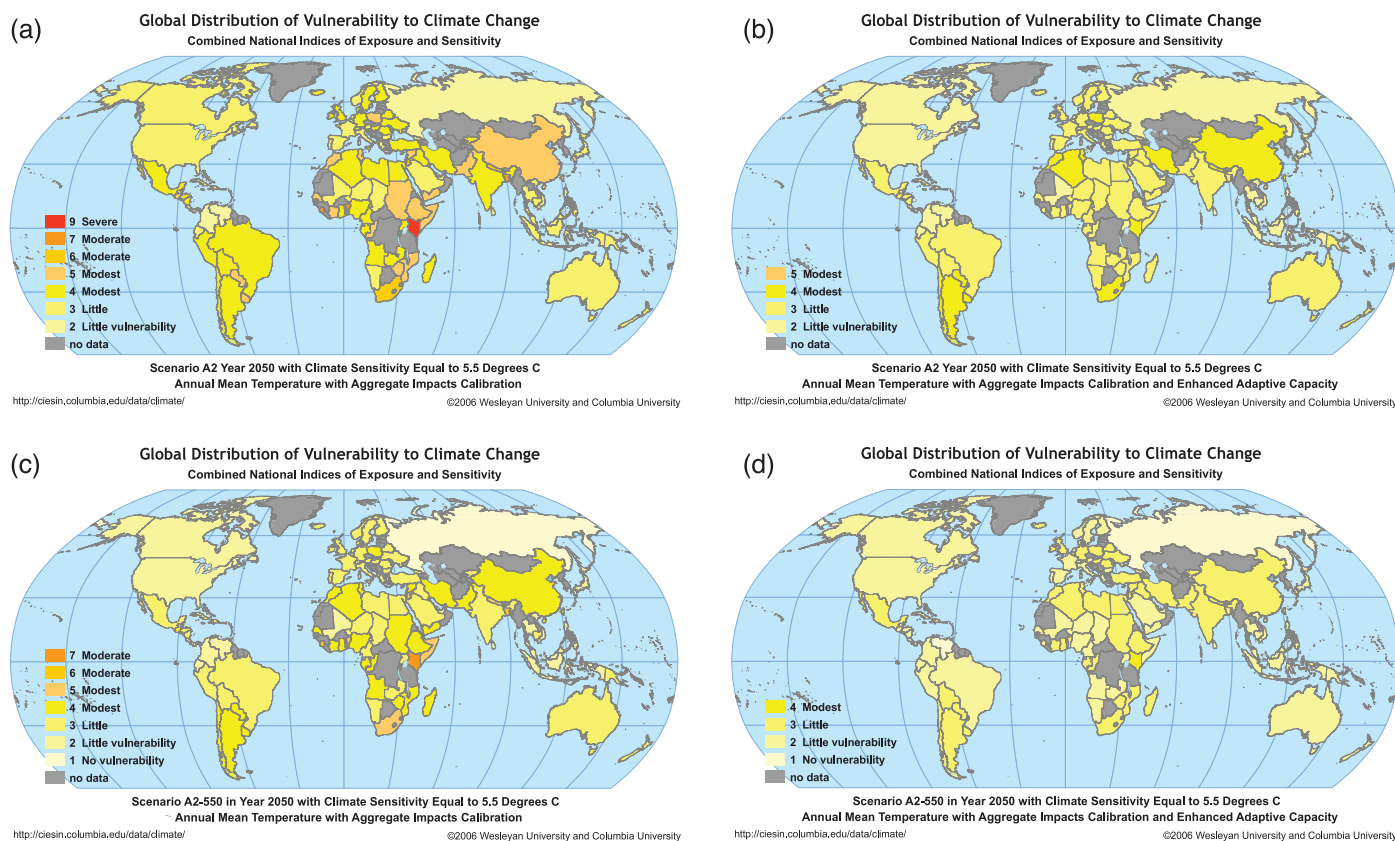 (a)
Global Distribution of Vulnerability to Climate Change
Combined National Indices of Exposure and Sensitivity
9 Severe
7 Moderate
6 Moderate
5 Modest
4 Modest
3 Little
2 Little vulnerability
no data
Scenario A2 Year 2050 with Climate Sensitivity Equal to 5.5 Degrees C
Annual Mean Temperature with Aggregate Impacts Calibration
http://ciesin.columbia.edu/data/climate/
©2006 Wesleyan University and Columbia University
(b)
Global Distribution of Vulnerability to Climate Change
Combined National Indices of Exposure and Sensitivity
5 Modest
4 Modest
3 Little
2 Little vulnerability
no data
Scenario A2 Year 2050 with Climate Sensitivity Equal to 5.5 Degrees C
Annual Mean Temperature with Aggregate Impacts Calibration and Enhanced Adaptive Capacity
http://ciesin.columbia.edu/data/climate/
©2006 Wesleyan University and Columbia University
(c)
Global Distribution of Vulnerability to Climate Change
Combined National Indices of Exposure and Sensitivity
7 Moderate
6 Moderate
5 Modest
4 Modest
3 Little
2 Little vulnerability
1 No vulnerability
no data
Scenario A2-550 in Year 2050 with Climate Sensitivity Equal to 5.5 Degrees C
Annual Mean Temperature with Aggregate Impacts Calibration
http://ciesin.columbia.edu/data/climate/
©2006 Wesleyan University and Columbia University
(d)
Global Distribution of Vulnerability to Climate Change
Combined National Indices of Exposure and Sensitivity
4 Modest
3 Little
2 Little vulnerability
1 No vulnerability
no data
Scenario A2-550 in Year 2050 with Climate Sensitivity Equal to 5.5 Degrees C
Annual Mean Temperature with Aggregate Impacts Calibration and Enhanced Adaptive Capacity
http://ciesin.columbia.edu/data/climate/
©2006 Wesleyan University and Columbia University